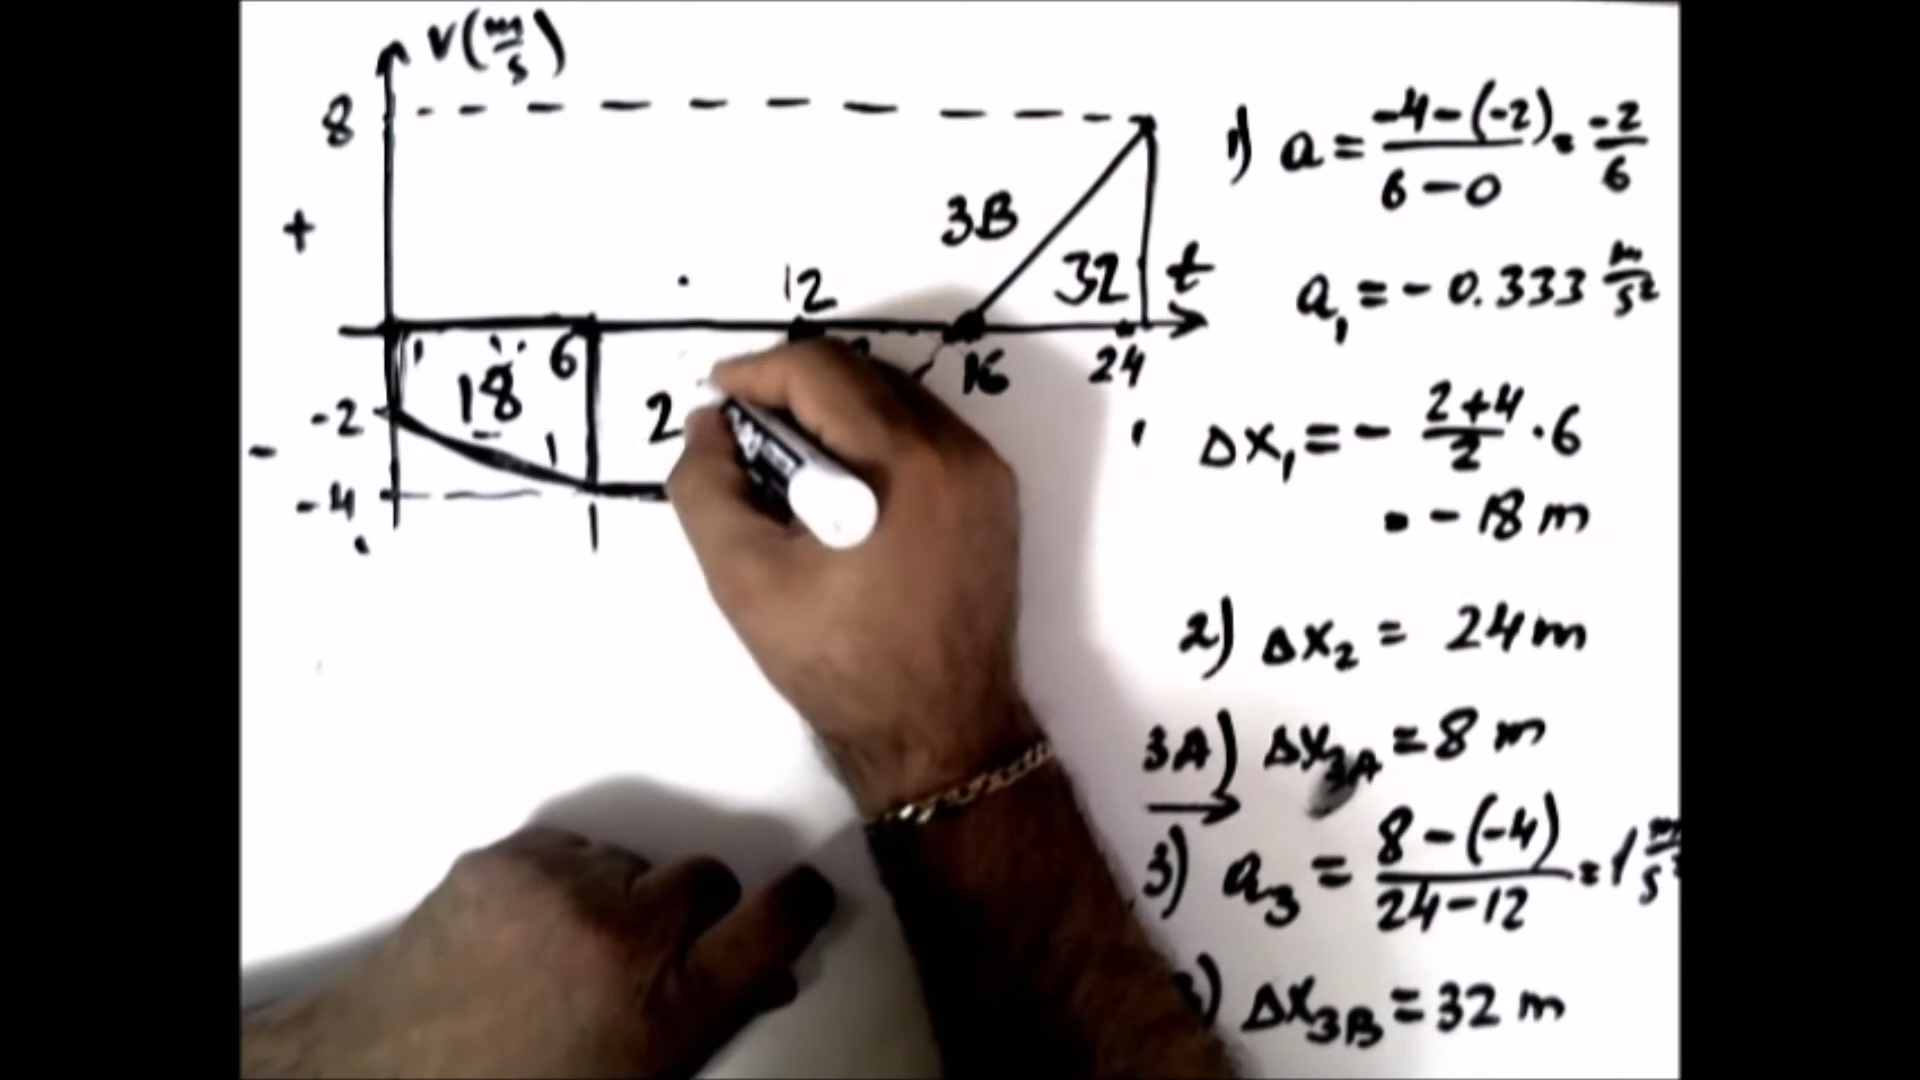 v(m/s)
8
+
3B
32
t
12
6
16
24
18
-2
2
-
-4
1) a = -4-(-2)/6-0 = -2/6
a₁ = -0.333 m/s²
Δx₁ = - 2+4/2 · 6
= -18 m
2) Δx₂ = 24 m
3A) Δx₃A = 8 m
3) a₃ = 8-(-4)/24-12 = 1 m/s²
) Δx₃B = 32 m